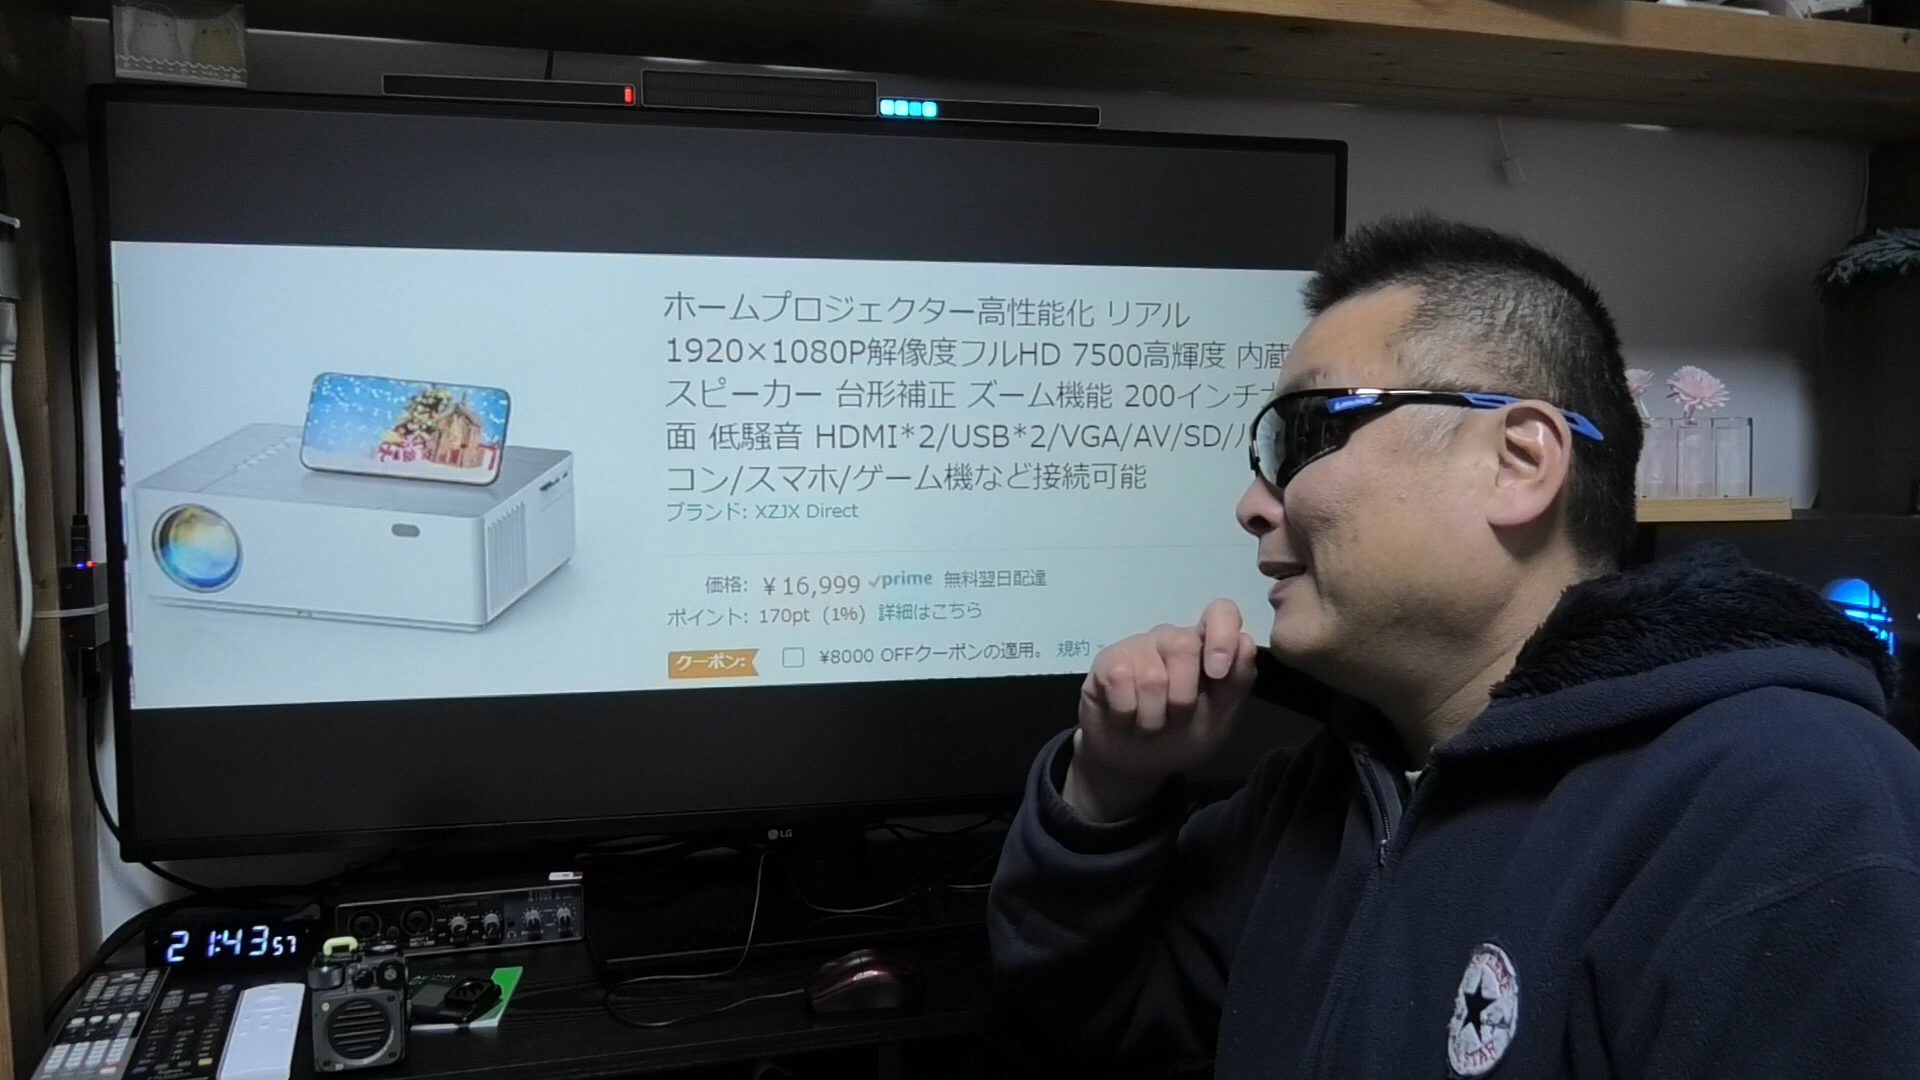 ホームプロジェクター高性能化 リアル
1920×1080P解像度フルHD 7500高輝度 内蔵
スピーカー 台形補正 ズーム機能 200インチ
面 低騒音 HDMI*2/USB*2/VGA/AV/SD/
コン/スマホ/ゲーム機など接続可能
ブランド: XZJX Direct
価格: ¥16,999 prime 無料翌日配達
ポイント: 170pt (1%) 詳細はこちら
クーポン: ¥8000 OFFクーポンの適用。 規約
LG
21:43 57
STAR